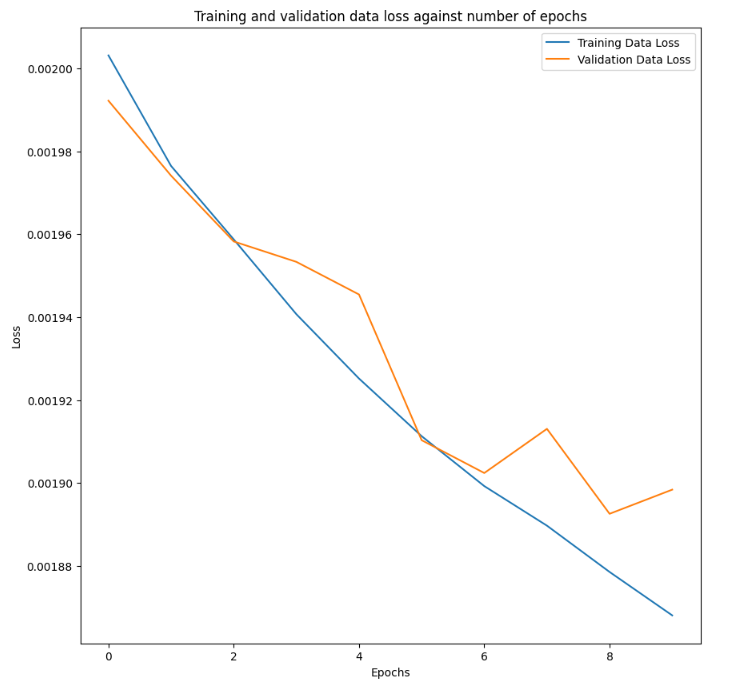 Training and validation data loss against number of epochs
Training Data Loss
Validation Data Loss
0.00200
0.00198
0.00196
0.00194
0.00192
0.00190
0.00188
Loss
0 2 4 6 8
Epochs